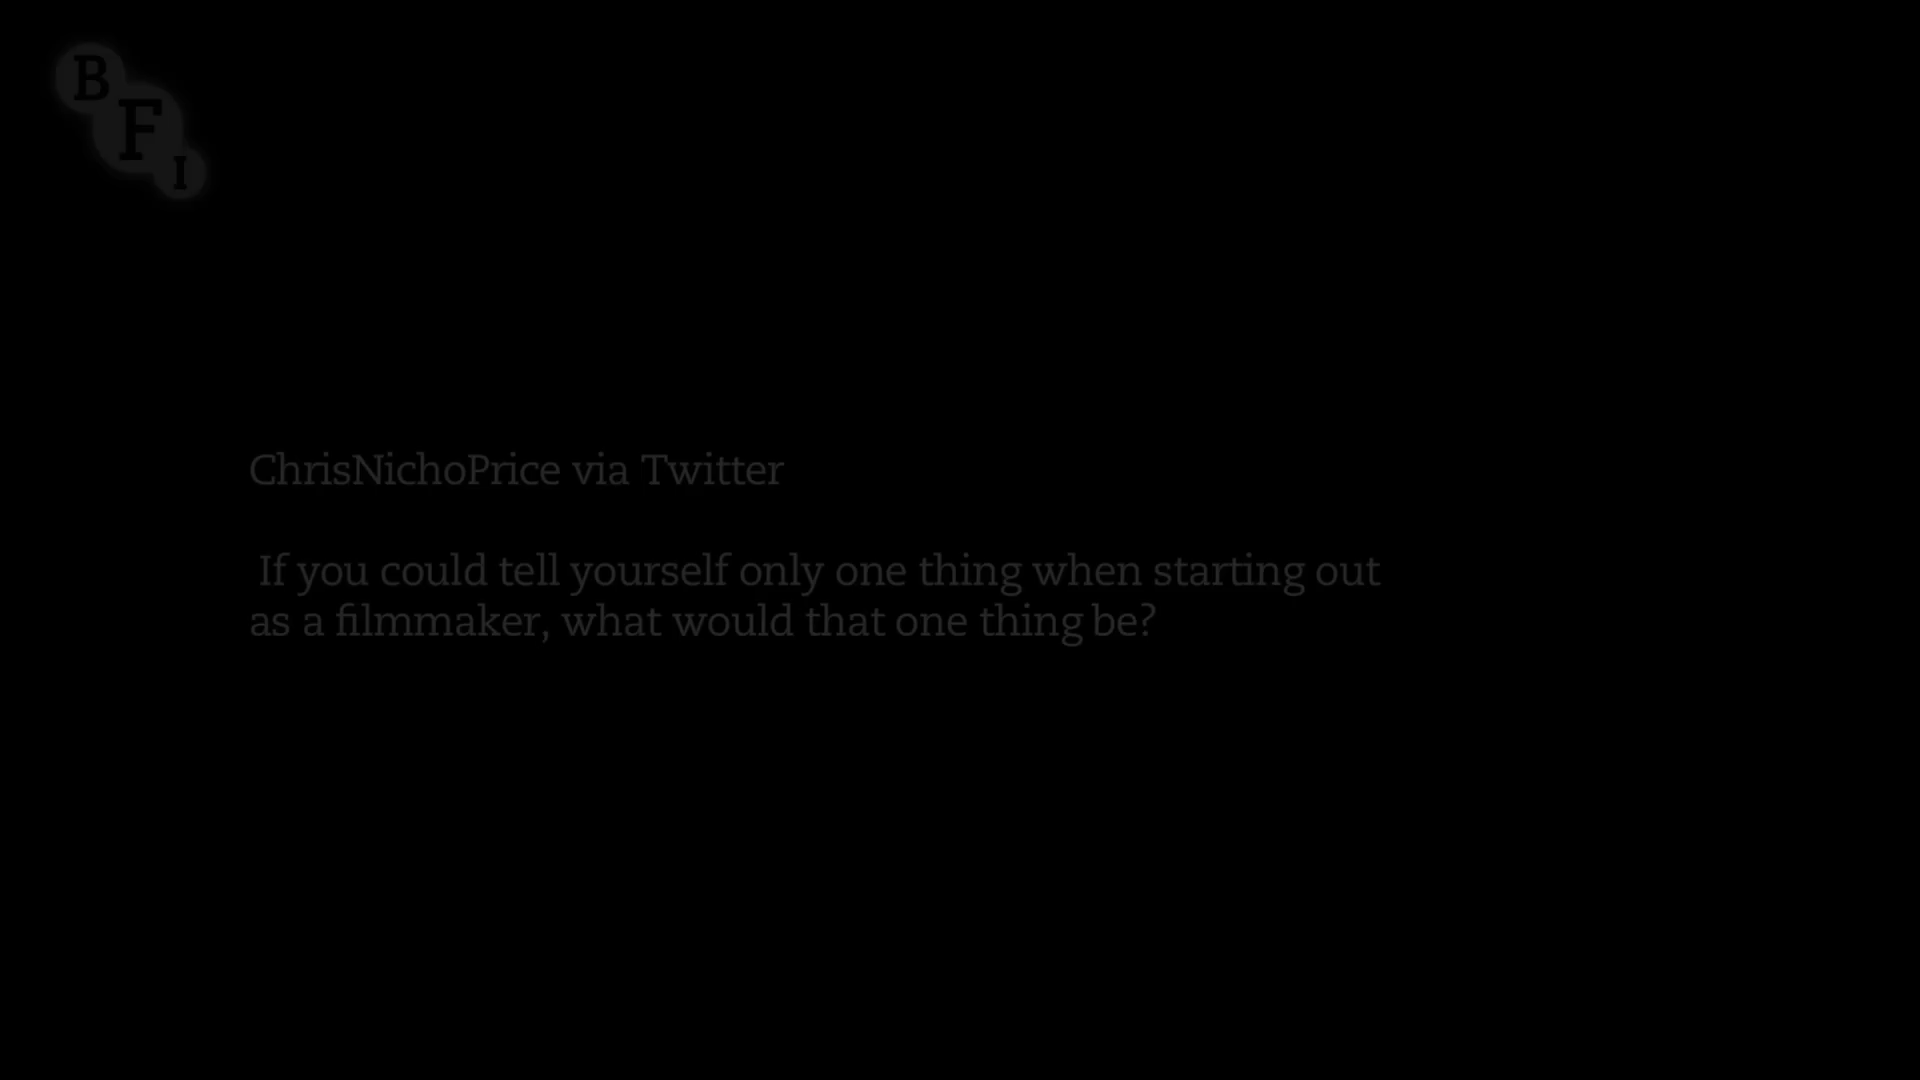 BFI
ChrisNichoPrice via Twitter
If you could tell yourself only one thing when starting out
as a filmmaker, what would that one thing be?